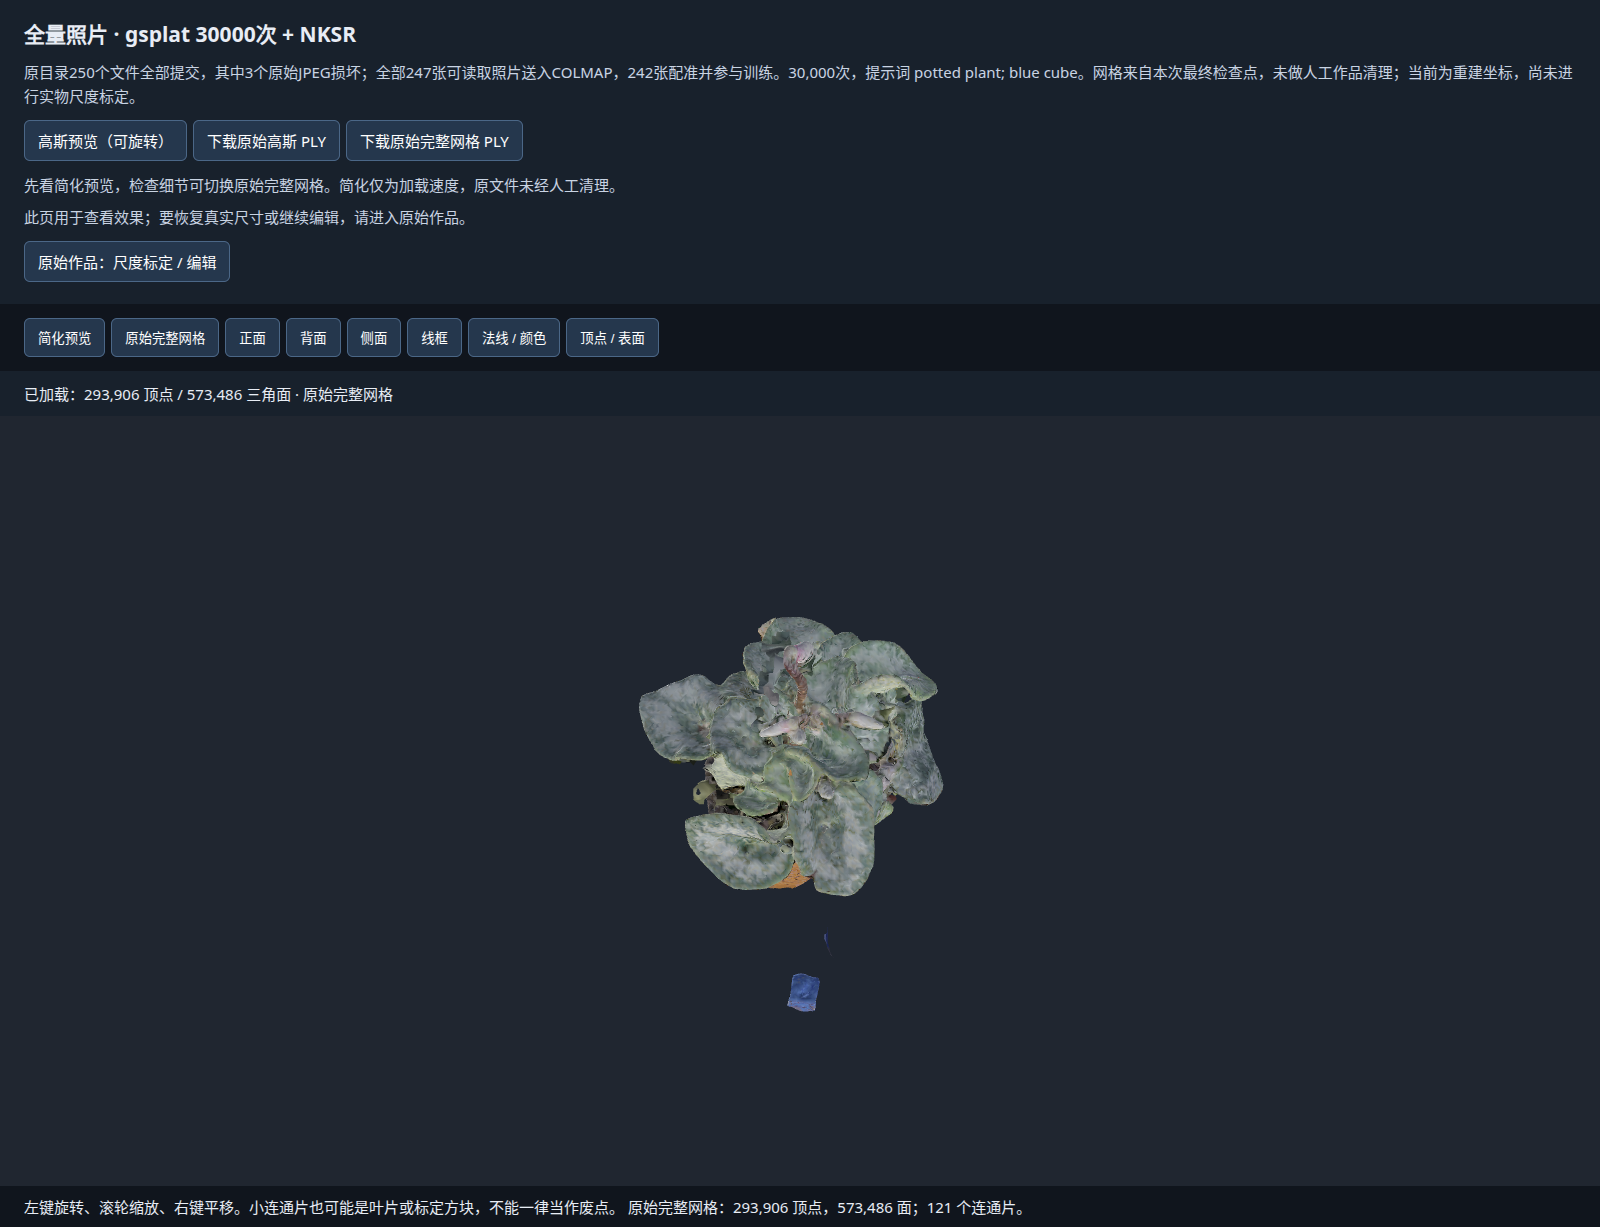 全量照片 · gsplat 30000次 + NKSR
原目录250个文件全部提交，其中3个原始JPEG损坏；全部247张可读取照片送入COLMAP，242张配准并参与训练。30,000次，提示词 potted plant; blue cube。网格来自本次最终检查点，未做人工作品清理；当前为重建坐标，尚未进
行实物尺度标定。
高斯预览（可旋转） 下载原始高斯 PLY 下载原始完整网格 PLY
先看简化预览，检查细节可切换原始完整网格。简化仅为加载速度，原文件未经人工清理。
此页用于查看效果；要恢复真实尺寸或继续编辑，请进入原始作品。
原始作品：尺度标定 / 编辑
简化预览 原始完整网格 正面 背面 侧面 线框 法线 / 颜色 顶点 / 表面
已加载：293,906 顶点 / 573,486 三角面 · 原始完整网格
左键旋转、滚轮缩放、右键平移。小连通片也可能是叶片或标定方块，不能一律当作废点。 原始完整网格：293,906 顶点，573,486 面；121 个连通片。